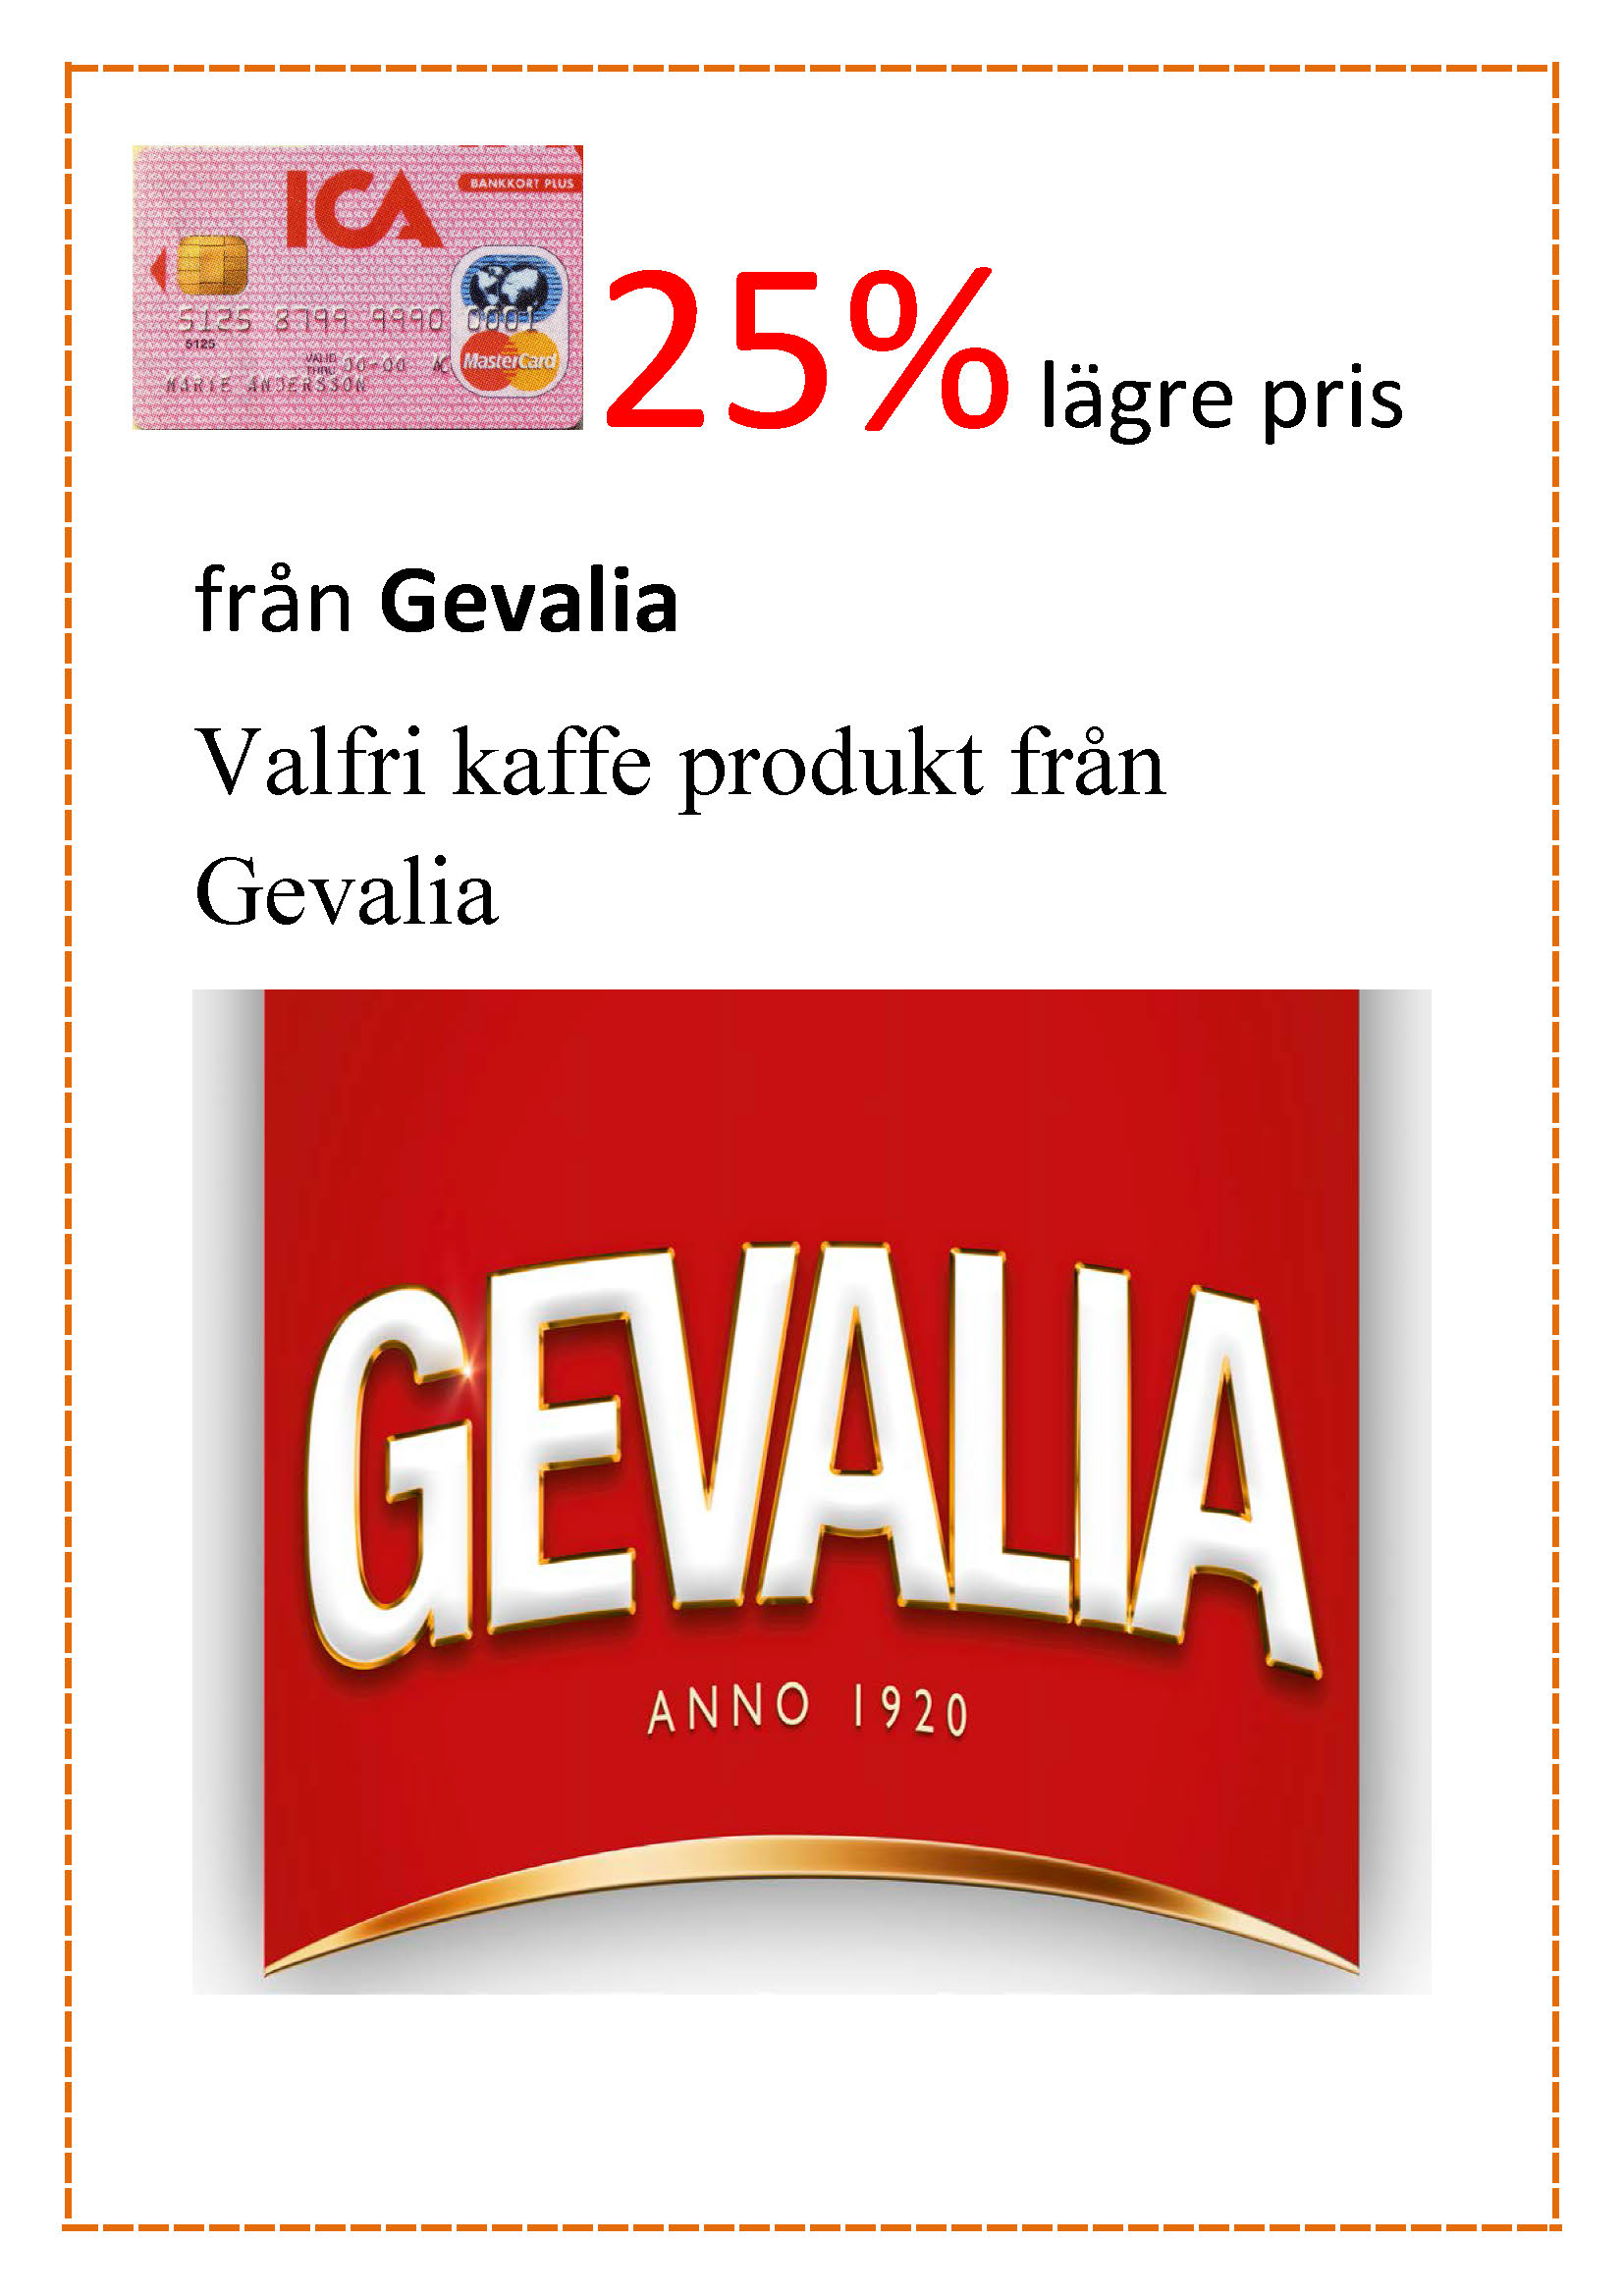 ICA
BANKKORT PLUS
5125 8799 9990 0001
5125
VALID
THRU 00-00
MARIE ANDERSSON
MasterCard
25% lägre pris
från Gevalia
Valfri kaffe produkt från
Gevalia
GEVALIA
ANNO 1920